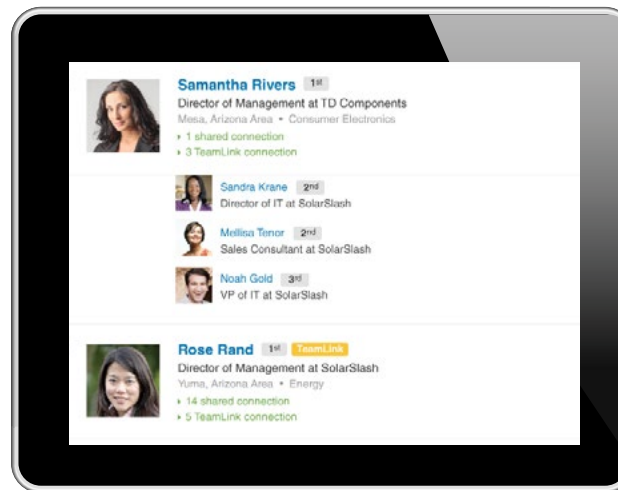 Samantha Rivers 1st
Director of Management at TD Components
Mesa, Arizona Area • Consumer Electronics
1 shared connection
3 TeamLink connection
Sandra Krane 2nd
Director of IT at SolarSlash
Mellisa Tenor 2nd
Sales Consultant at SolarSlash
Noah Gold 3rd
VP of IT at SolarSlash
Rose Rand 1st TeamLink
Director of Management at SolarSlash
Yuma, Arizona Area • Energy
14 shared connection
5 TeamLink connection